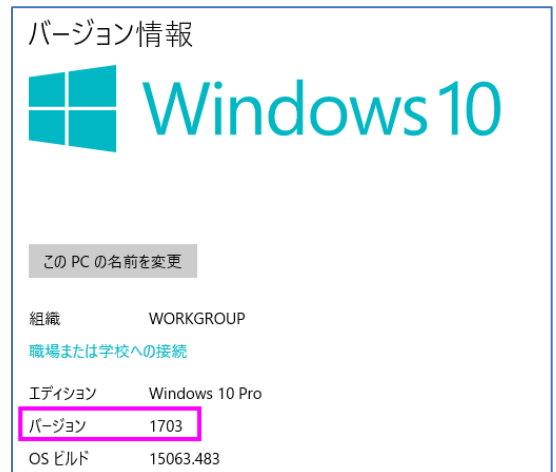 バージョン情報
Windows 10
この PC の名前を変更
組織 WORKGROUP
職場または学校への接続
エディション Windows 10 Pro
バージョン 1703
OS ビルド 15063.483